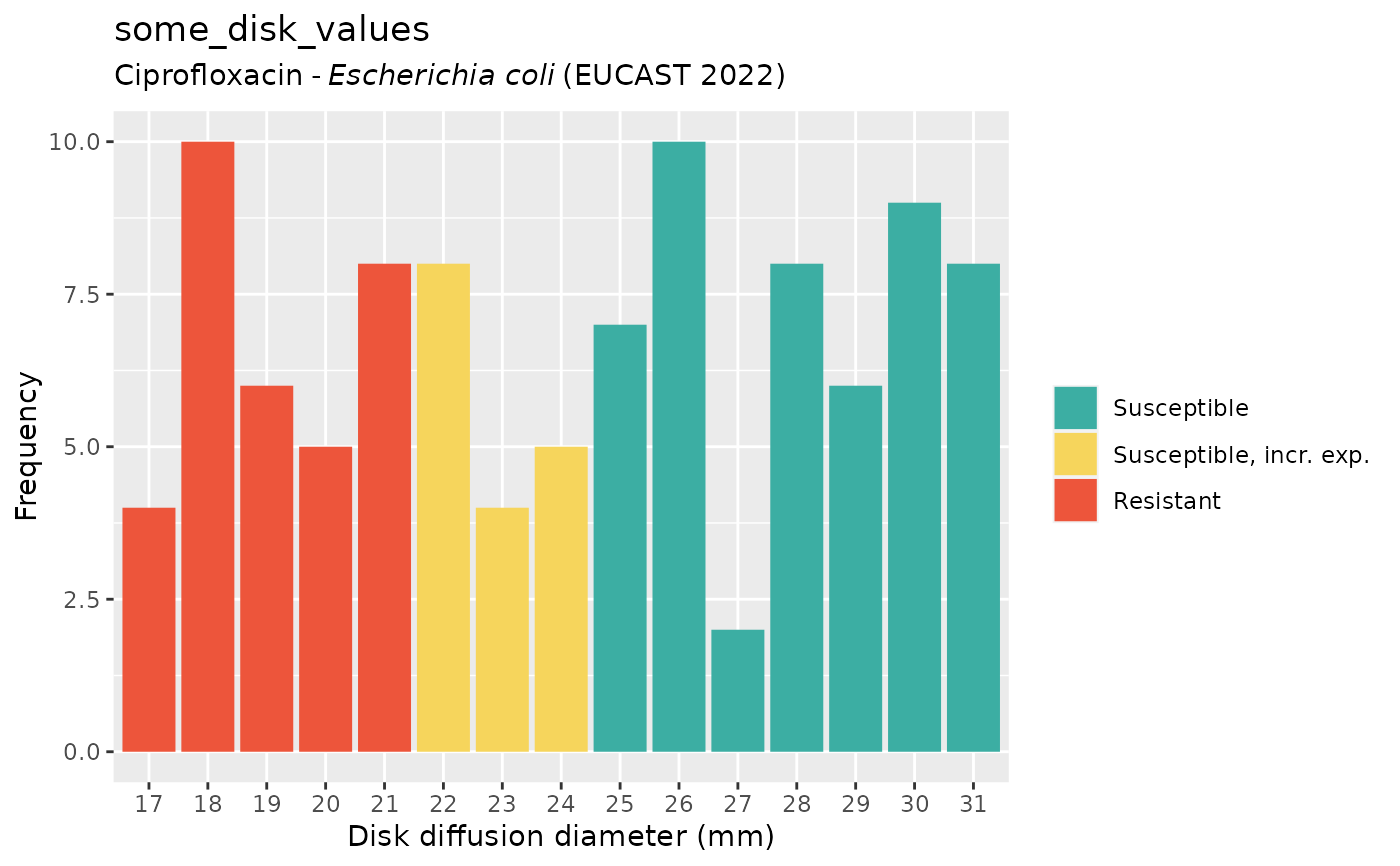 some_disk_values
Ciprofloxacin - Escherichia coli (EUCAST 2022)
10.0
7.5
5.0
2.5
0.0
Frequency
17 18 19 20 21 22 23 24 25 26 27 28 29 30 31
Disk diffusion diameter (mm)
Susceptible
Susceptible, incr. exp.
Resistant